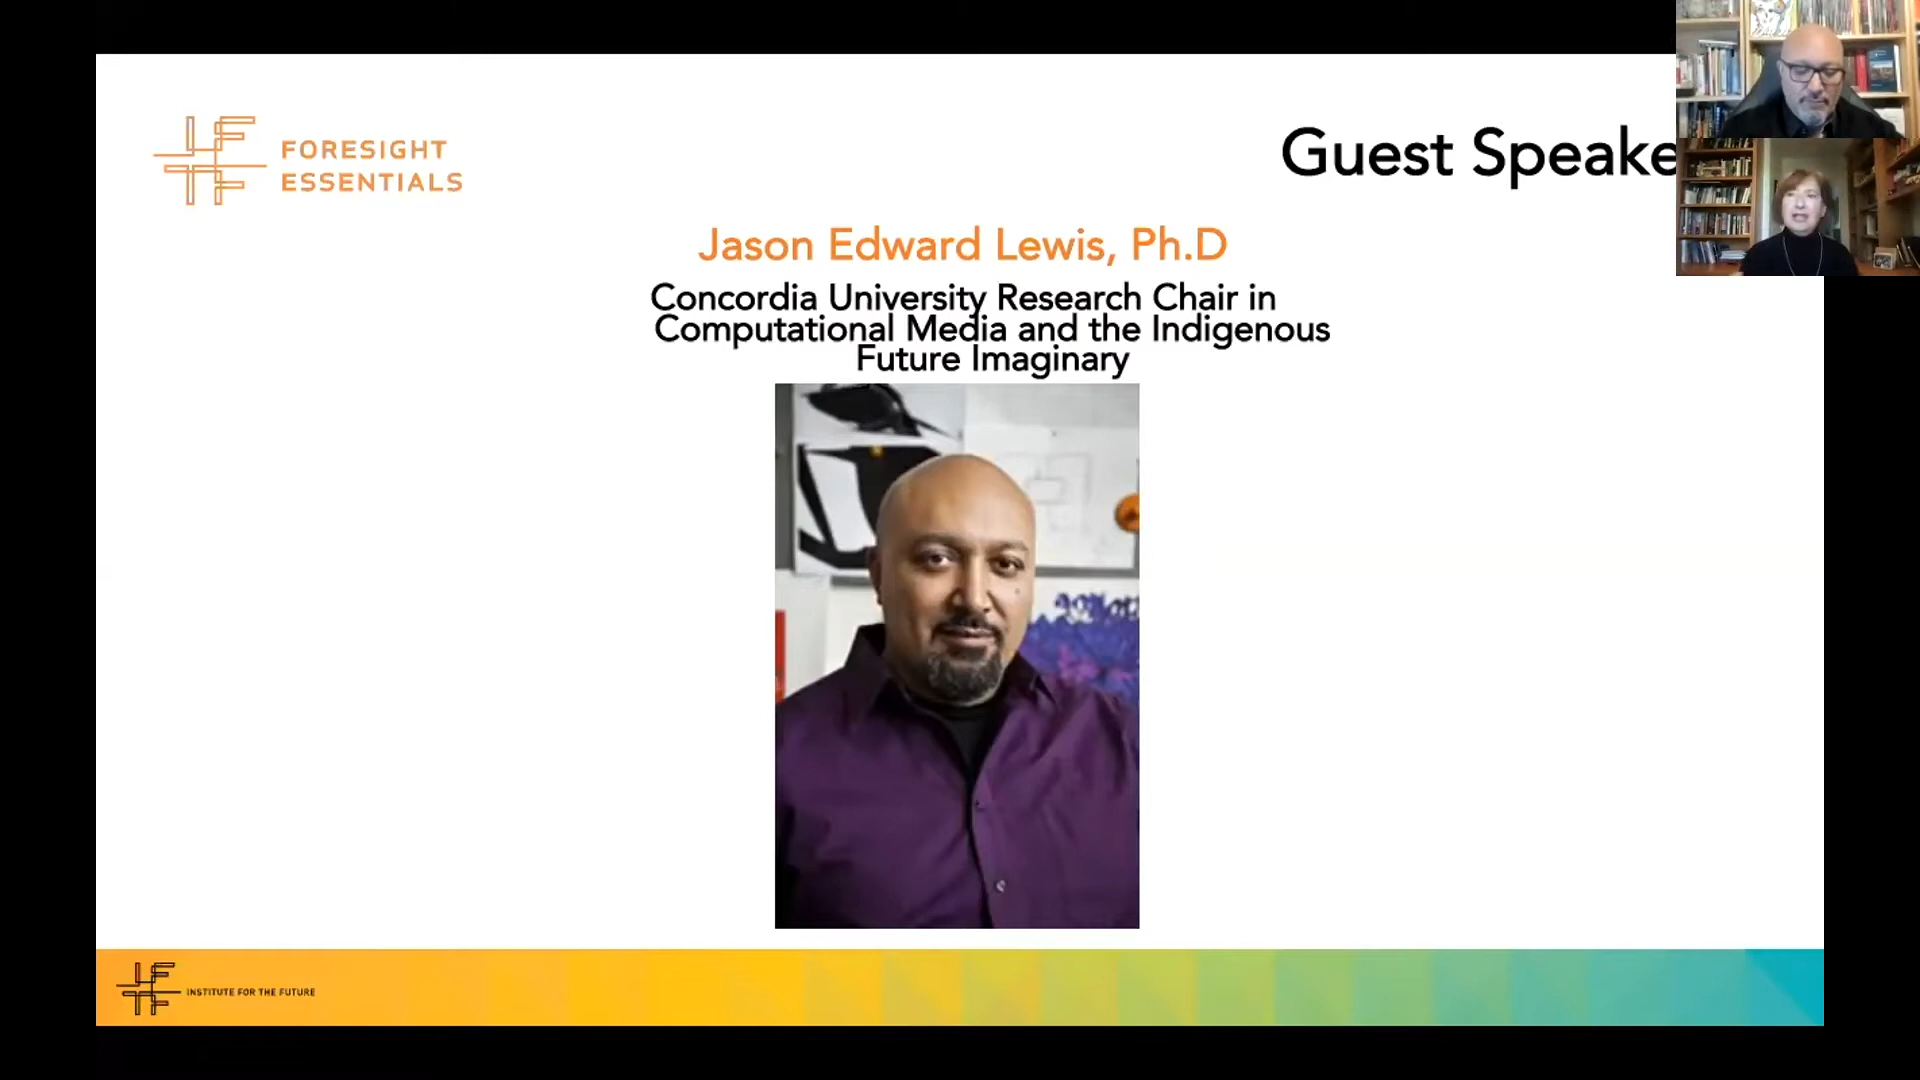 FORESIGHT
ESSENTIALS
Guest Speake
Jason Edward Lewis, Ph.D
Concordia University Research Chair in
Computational Media and the Indigenous
Future Imaginary
INSTITUTE FOR THE FUTURE